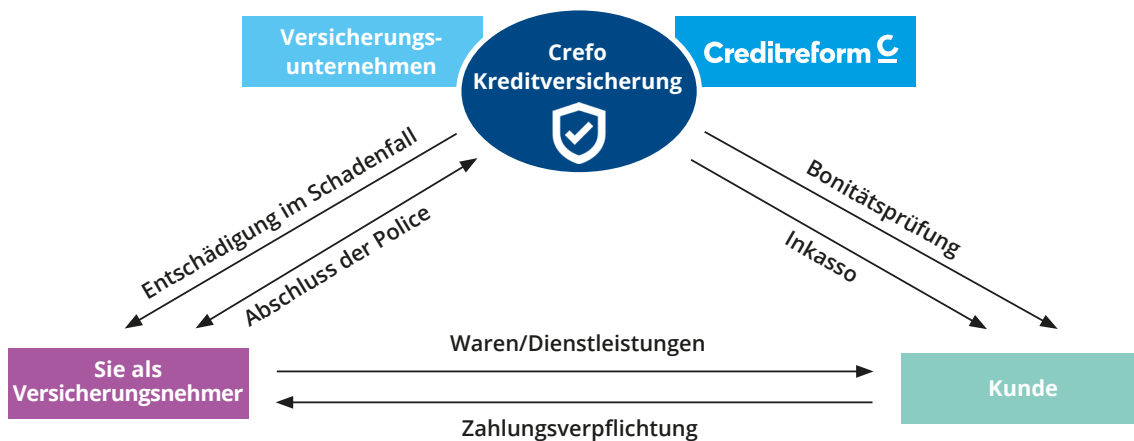 Versicherungs-
unternehmen
Crefo
Kreditversicherung
Creditreform C
Entschädigung im Schadenfall
Abschluss der Police
Bonitätsprüfung
Inkasso
Sie als
Versicherungsnehmer
Waren/Dienstleistungen
Zahlungsverpflichtung
Kunde